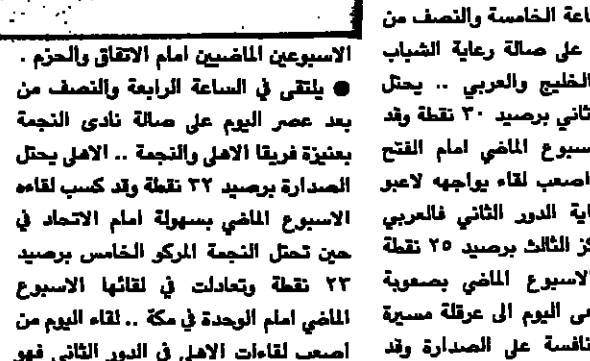 اعة الخامسة والنصف من
على صالة رعاية الشباب
الخليج والعربي .. يحتل
ثاني برصيد ٣٠ نقطة وقد
سبوع الماضي امام الفتح
اصعب لقاء يواجهه لاعبو
اية الدور الثاني فالعربي
كز الثالث برصيد ٢٥ نقطة
الاسبوع الماضي بصعوبة
عى اليوم الى عرقلة مسيرة
نافسة على الصدارة وقد
الاسبوعين الماضيين امام الاتفاق والحزم .
● يلتقى في الساعة الرابعة والنصف من
بعد عصر اليوم على صالة نادى النجمة
بعنيزة فريقا الاهلى والنجمة .. الاهلى يحتل
الصدارة برصيد ٣٢ نقطة وقد كسب لقاءه
الاسبوع الماضي بسهولة امام الاتحاد في
حين تحتل النجمة المركو الخامس برصيد
٢٣ نقطة وتعادلت في لقائها الاسبوع
الماضي امام الوحدة في مكة .. لقاء اليوم من
اصعب لقاءات الاهلى في الدور الثاني فهو